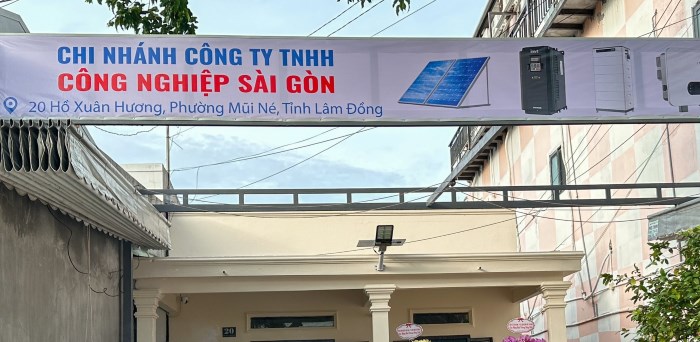 CHI NHÁNH CÔNG TY TNHH
CÔNG NGHIỆP SÀI GÒN
20 Hồ Xuân Hương, Phường Mũi Né, Tỉnh Lâm Đồng
20